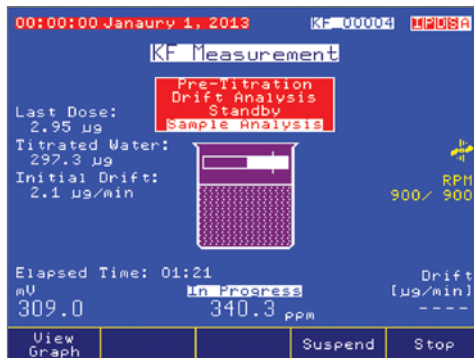 00:00:00 Janaury 1, 2013 KF 00004 IPDSA
KF Measurement
Pre-Titration
Drift Analysis
Standby
Sample Analysis
Last Dose:
2.95 µg
Titrated Water:
297.3 µg
Initial Drift:
2.1 µg/min
RPM
900/ 900
Elapsed Time: 01:21
Drift
mV In Progress [µg/min]
309.0 340.3 ppm ----
View
Graph
Suspend
Stop